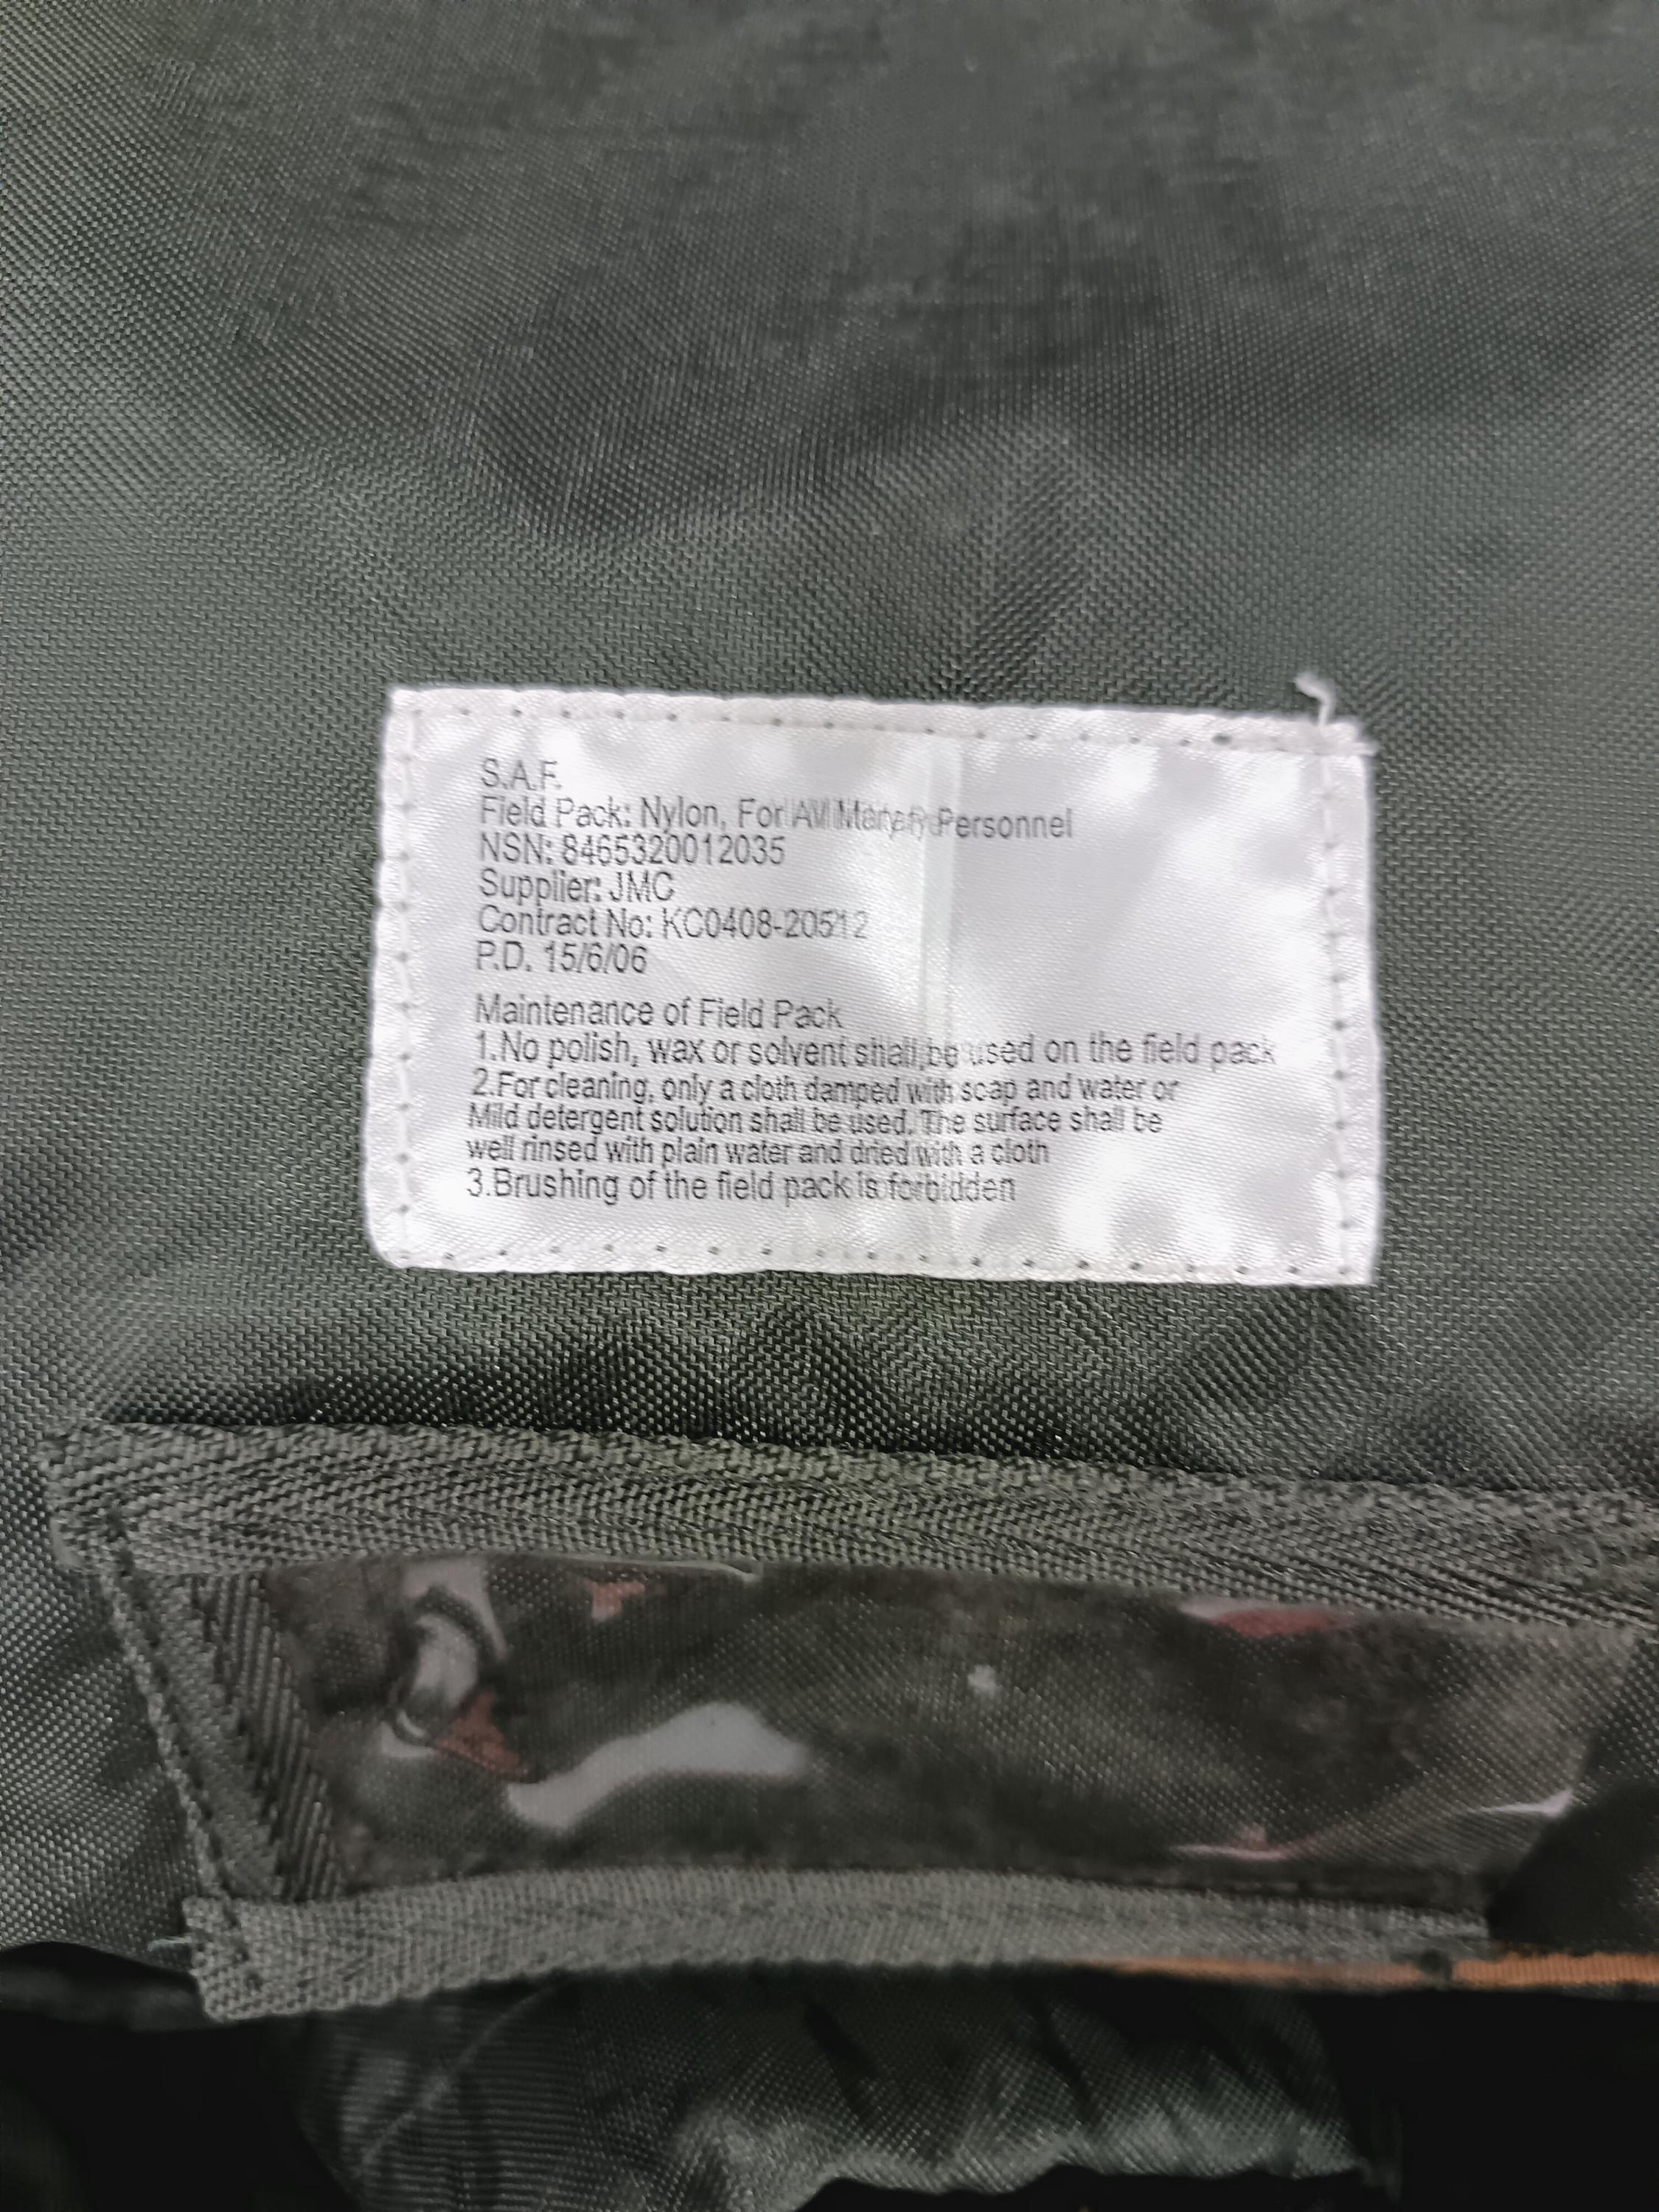 S.A.F.
Field Pack: Nylon, For Personnel
NSN: 8465320012035
Supplier: JMC
Contract No: KC0408-20512
P.D. 15/6/06
Maintenance of Field Pack
1.No polish, wax or solvent shall be used on the field pack
2.For cleaning, only a cloth damped with soap and water or
Mild detergent solution shall be used. The surface shall be
well rinsed with plain water and dried with a cloth
3.Brushing of the field pack is forbidden